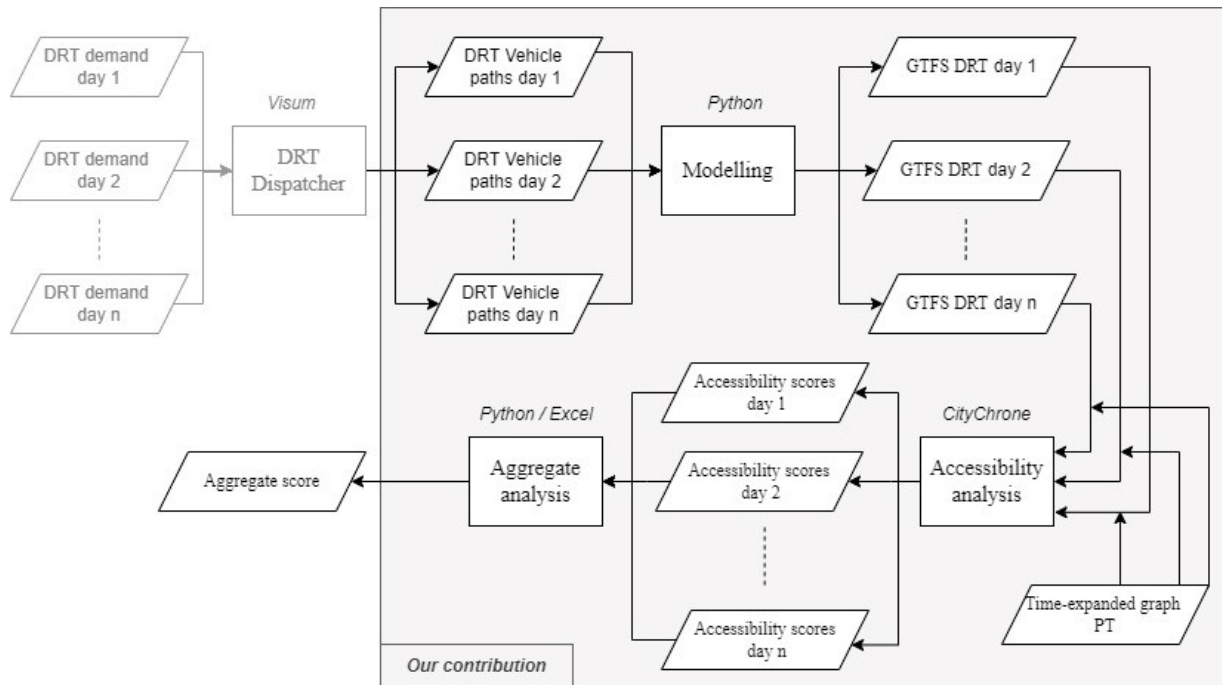 DRT demand
day 1
DRT demand
day 2
DRT demand
day n
Visum
DRT
Dispatcher
DRT Vehicle
paths day 1
DRT Vehicle
paths day 2
DRT Vehicle
paths day n
Python
Modelling
GTFS DRT day 1
GTFS DRT day 2
GTFS DRT day n
CityChrone
Accessibility
analysis
Time-expanded graph
PT
Accessibility scores
day 1
Accessibility scores
day 2
Accessibility scores
day n
Python / Excel
Aggregate
analysis
Aggregate score
Our contribution